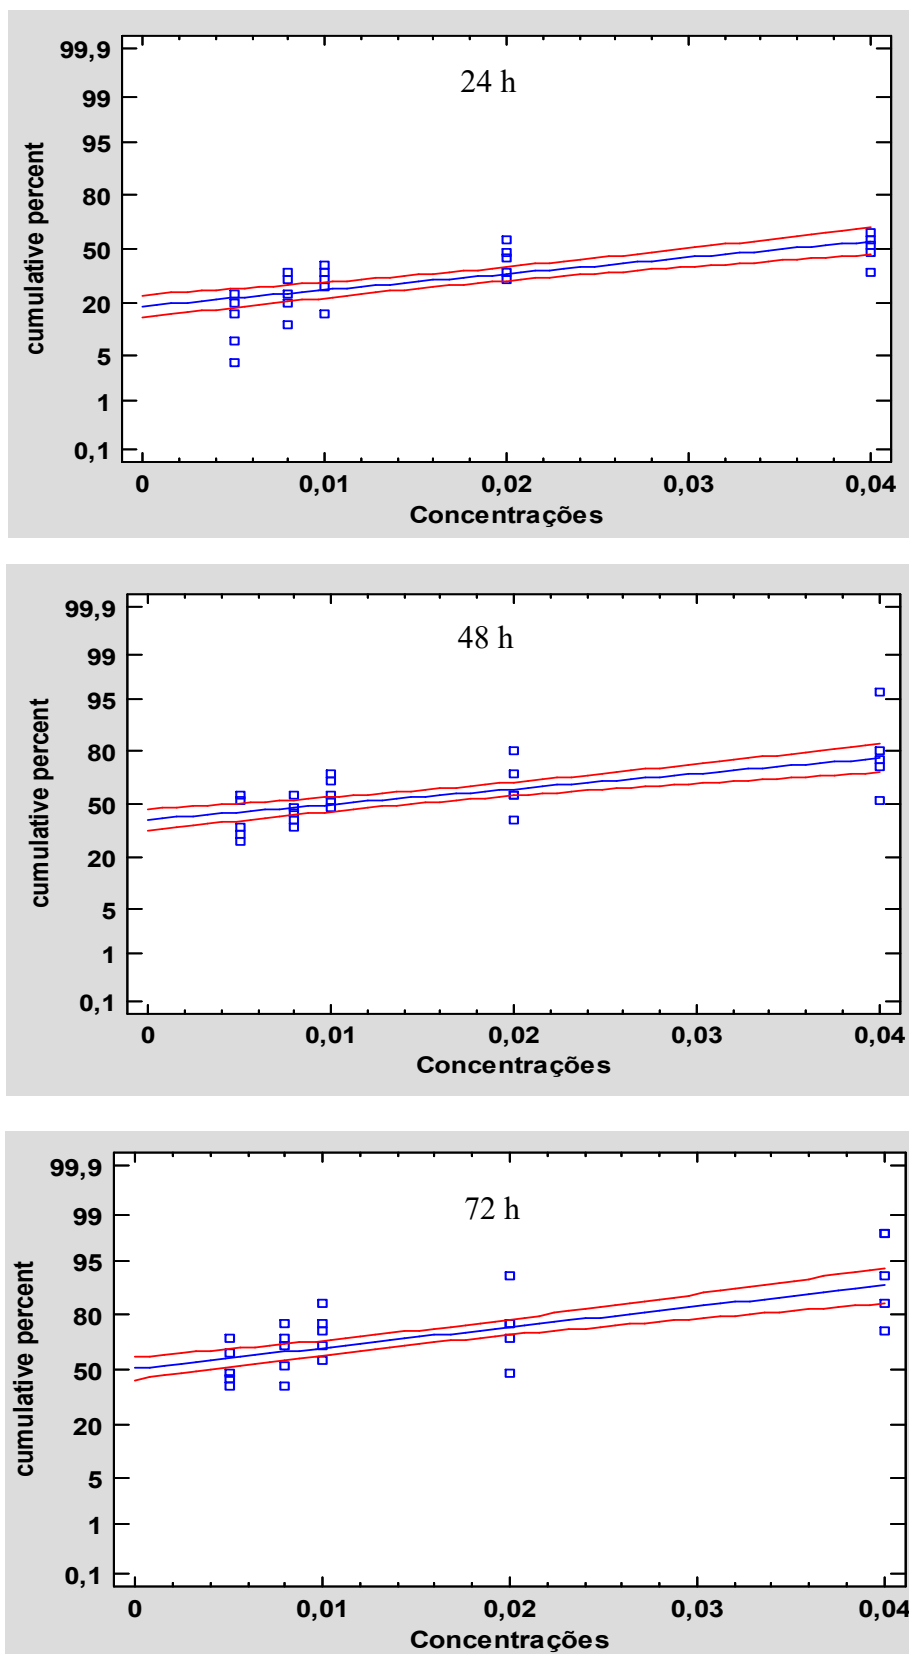 24 h
cumulative percent
99,9
99
95
80
50
20
5
1
0,1
0 0,01 0,02 0,03 0,04
Concentrações
48 h
cumulative percent
99,9
99
95
80
50
20
5
1
0,1
0 0,01 0,02 0,03 0,04
Concentrações
72 h
cumulative percent
99,9
99
95
80
50
20
5
1
0,1
0 0,01 0,02 0,03 0,04
Concentrações